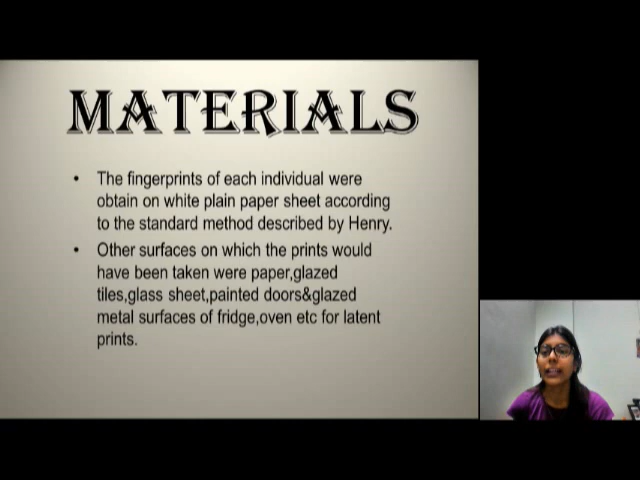 MATERIALS
• The fingerprints of each individual were
obtain on white plain paper sheet according
to the standard method described by Henry.
• Other surfaces on which the prints would
have been taken were paper,glazed
tiles,glass sheet,painted doors&glazed
metal surfaces of fridge,oven etc for latent
prints.